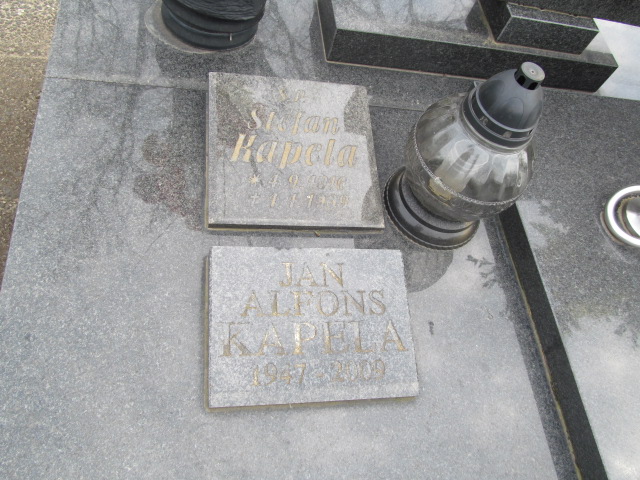 Stefan
Kapela
JAN
ALFONS
KAPELA
1947 - 2009